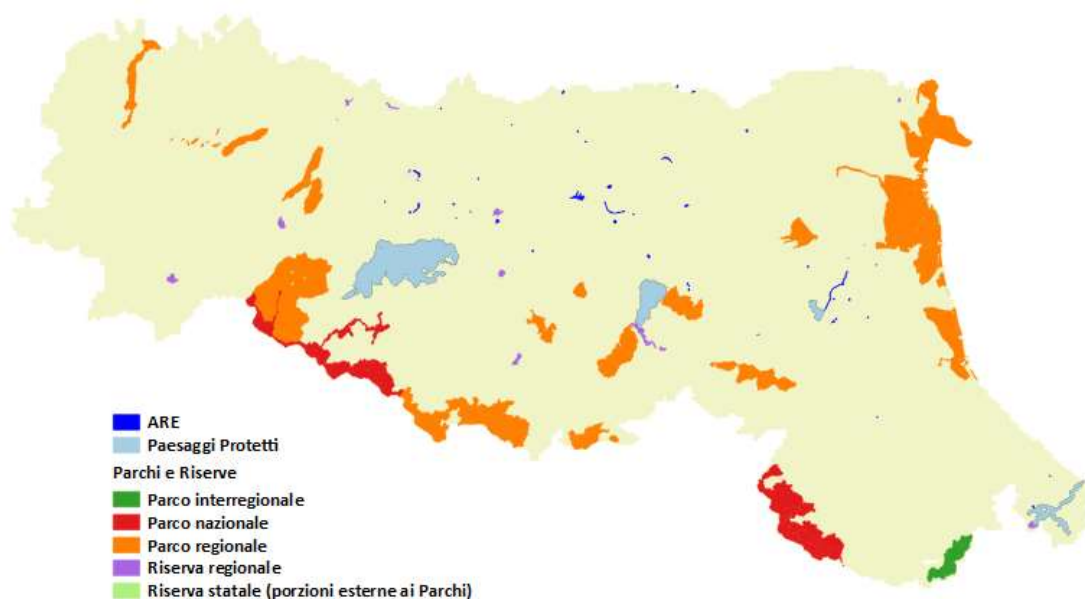 ARE
Paesaggi Protetti
Parchi e Riserve
Parco interregionale
Parco nazionale
Parco regionale
Riserva regionale
Riserva statale (porzioni esterne ai Parchi)